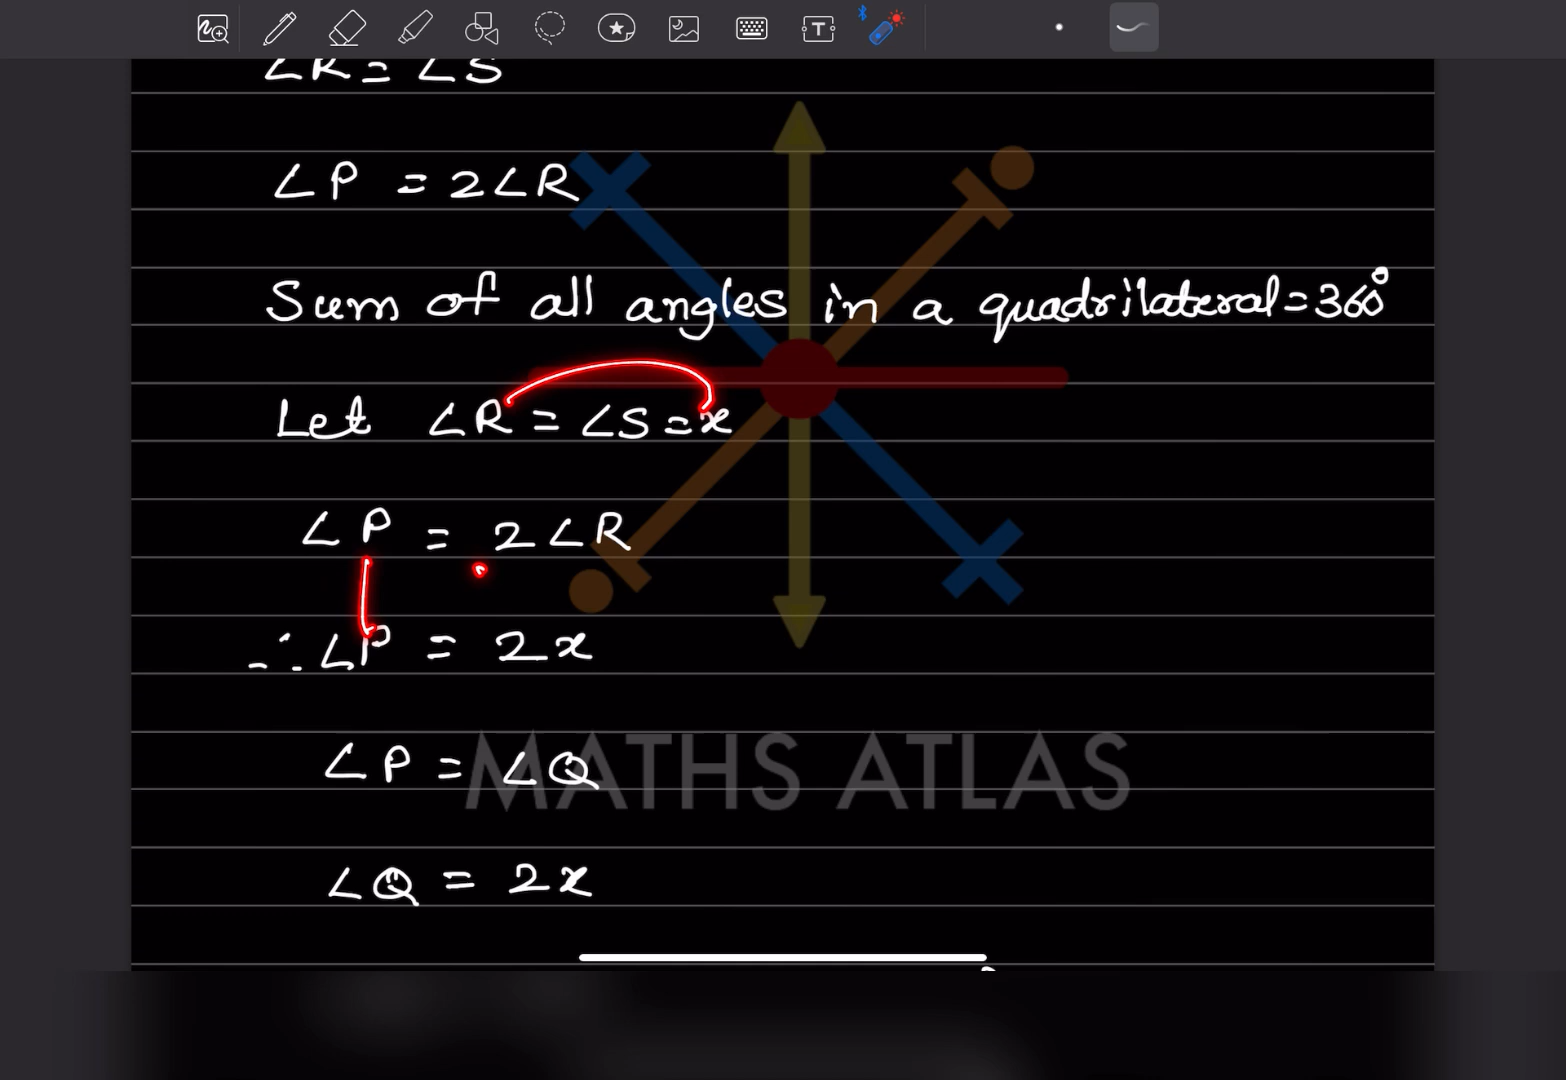 ∠R = ∠S
∠P = 2∠R
Sum of all angles in a quadrilateral = 360°
Let ∠R = ∠S = x
∠P = 2∠R
∴ ∠P = 2x
∠P = ∠Q
MATHS ATLAS
∠Q = 2x